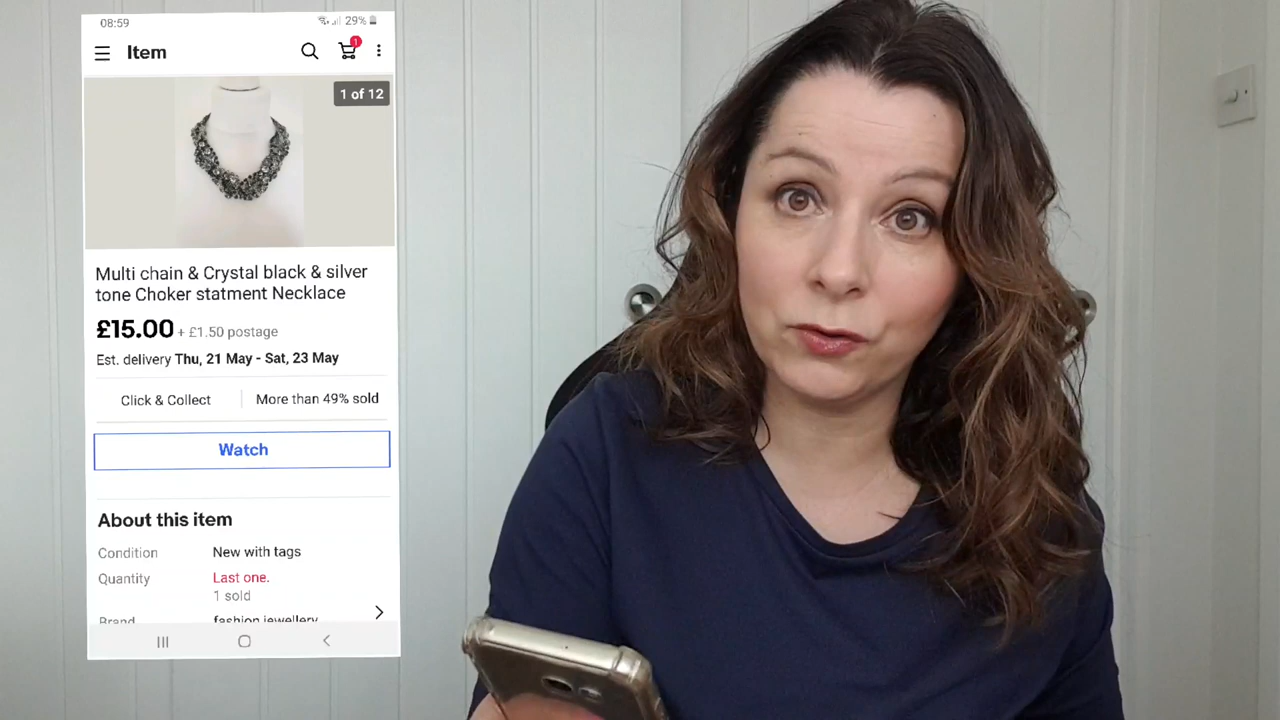 08:59 29%
Item 1
1 of 12
Multi chain & Crystal black & silver
tone Choker statment Necklace
£15.00 + £1.50 postage
Est. delivery Thu, 21 May - Sat, 23 May
Click & Collect More than 49% sold
Watch
About this item
Condition New with tags
Quantity Last one.
1 sold
Brand fashion jewellery